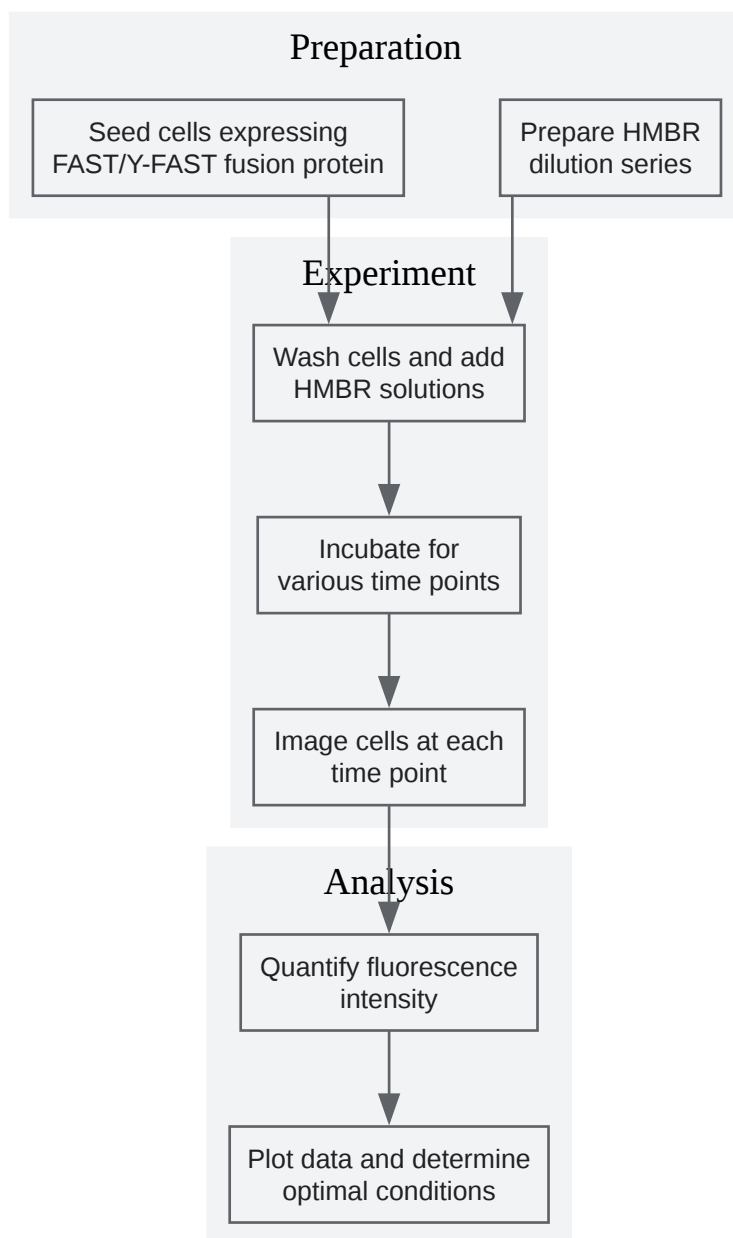 Preparation
Seed cells expressing
FAST/Y-FAST fusion protein
Prepare HMBR
dilution series
Experiment
Wash cells and add
HMBR solutions
Incubate for
various time points
Image cells at each
time point
Analysis
Quantify fluorescence
intensity
Plot data and determine
optimal conditions